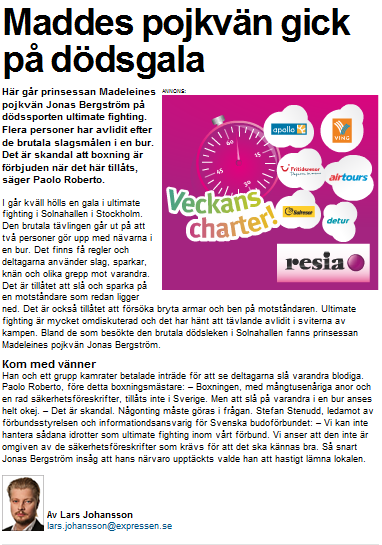 Maddes pojkvän gick
på dödsgala
Här går prinsessan Madeleines
pojkvän Jonas Bergström på
dödssporten ultimate fighting.
Flera personer har avlidit efter
de brutala slagsmålen i en bur.
Det är skandal att boxning är
förbjuden när det här tillåts,
säger Paolo Roberto.
ANNONS:
apollo
VING
Fritidsresor
airtours
Solresor
detur
Veckans
charter!
resia
I går kväll hölls en gala i ultimate
fighting i Solnahallen i Stockholm.
Den brutala tävlingen går ut på att
två personer gör upp med nävarna i
en bur. Det finns få regler och
deltagarna använder slag, sparkar,
knän och olika grepp mot varandra.
Det är tillåtet att slå och sparka på
en motståndare som redan ligger
ned. Det är också tillåtet att försöka bryta armar och ben på motståndaren. Ultimate
fighting är mycket omdiskuterad och det har hänt att tävlande avlidit i sviterna av
kampen. Bland de som besökte den brutala dödsleken i Solnahallen fanns prinsessan
Madeleines pojkvän Jonas Bergström.
Kom med vänner
Han och ett grupp kamrater betalade inträde för att se deltagarna slå varandra blodiga.
Paolo Roberto, före detta boxningsmästare: – Boxningen, med mångtusenåriga anor och
en rad säkerhetsföreskrifter, tillåts inte i Sverige. Men att slå på varandra i en bur anses
helt okej. – Det är skandal. Någonting måste göras i frågan. Stefan Stenudd, ledamot av
förbundsstyrelsen och informationsansvarig för Svenska budoförbundet: – Vi kan inte
hantera sådana idrotter som ultimate fighting inom vårt förbund. Vi anser att den inte är
omgiven av de säkerhetsföreskrifter som krävs för att det ska kännas bra. Så snart
Jonas Bergström insåg att hans närvaro upptäckts valde han att hastigt lämna lokalen.
Av Lars Johansson
lars.johansson@expressen.se